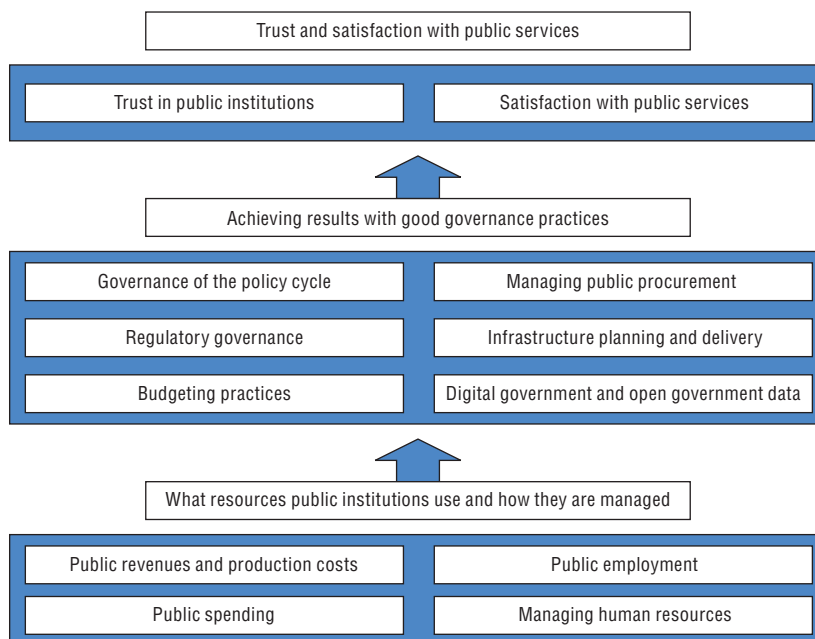 Trust and satisfaction with public services
Trust in public institutions
Satisfaction with public services
Achieving results with good governance practices
Governance of the policy cycle
Managing public procurement
Regulatory governance
Infrastructure planning and delivery
Budgeting practices
Digital government and open government data
What resources public institutions use and how they are managed
Public revenues and production costs
Public employment
Public spending
Managing human resources